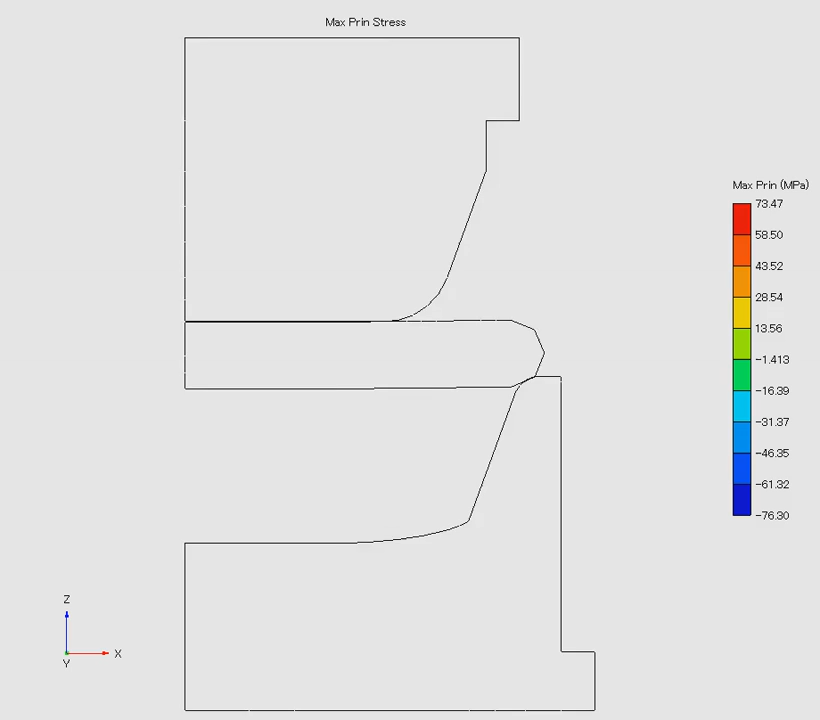 Max Prin Stress
Max Prin (MPa)
73.47
58.50
43.52
28.54
13.56
-1.413
-16.39
-31.37
-46.35
-61.32
-76.30
Z
X
Y